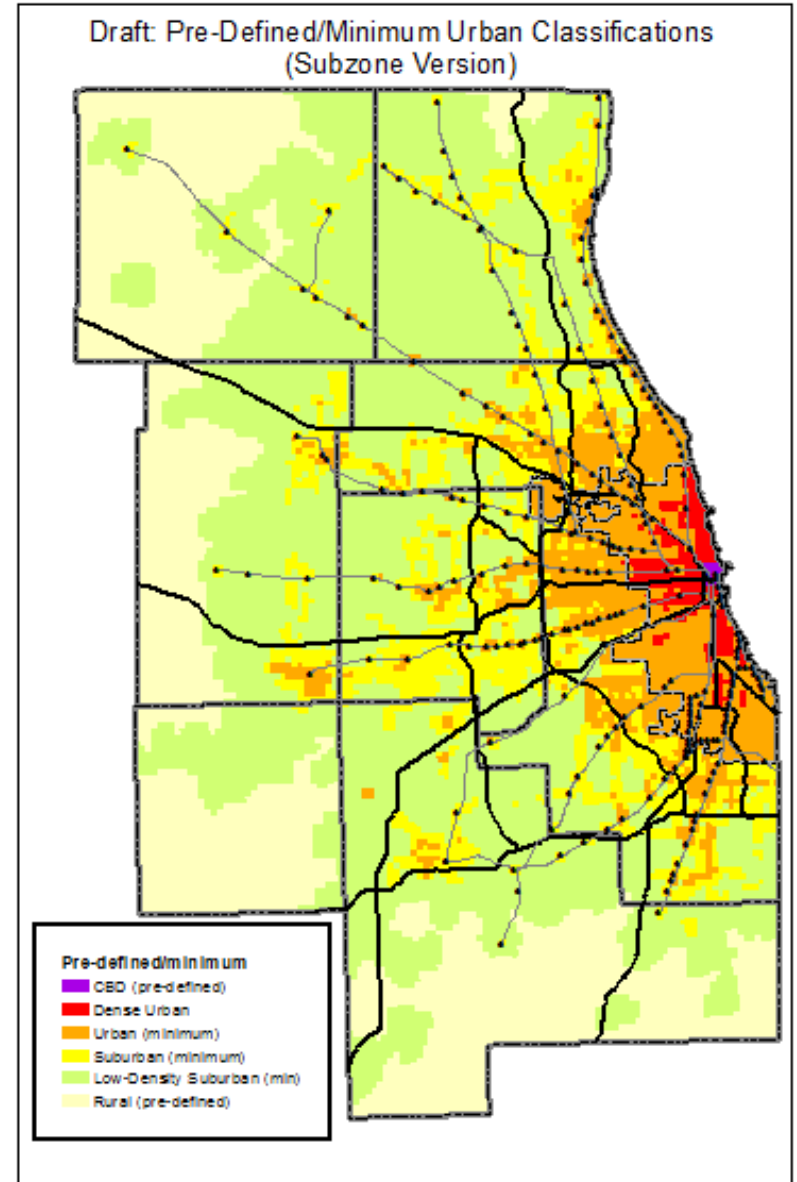 Draft: Pre-Defined/Minimum Urban Classifications
(Subzone Version)
Pre-defined/minimum
CBD (pre-defined)
Dense Urban
Urban (minimum)
Suburban (minimum)
Low-Density Suburban (min)
Rural (pre-defined)